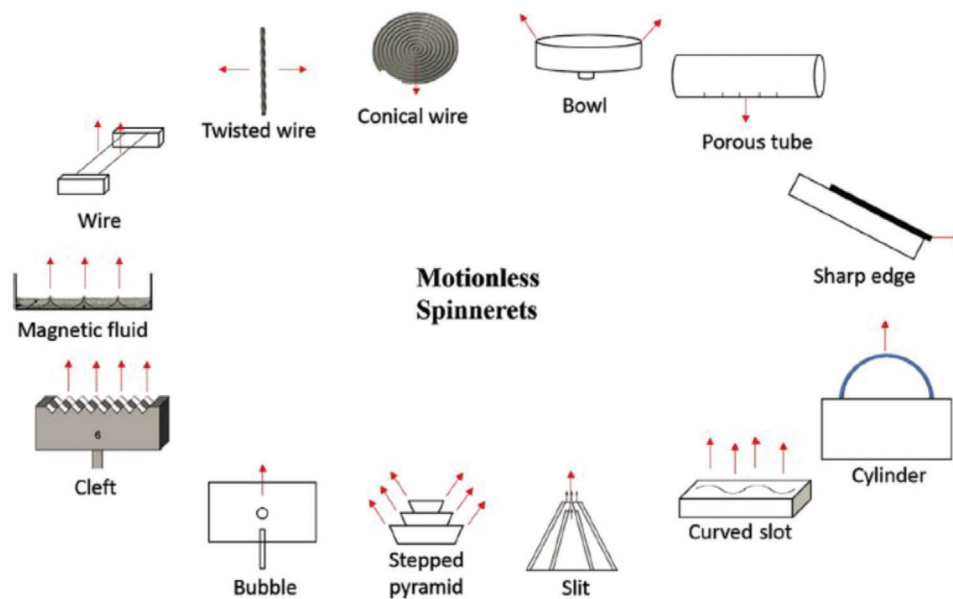 Twisted wire
Conical wire
Bowl
Porous tube
Wire
Sharp edge
Motionless
Spinnerets
Magnetic fluid
6
Cleft
Cylinder
Curved slot
Bubble
Stepped
pyramid
Slit